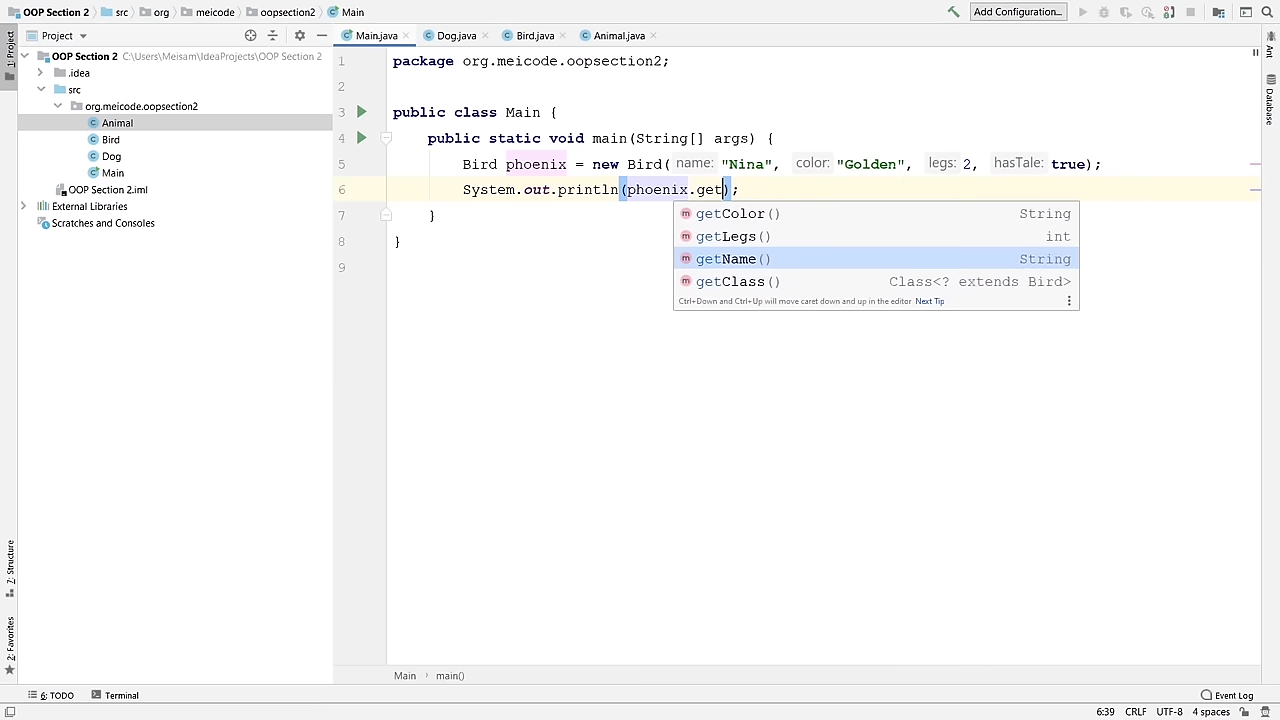 OOP Section 2 src org meicode oopsection2 Main Add Configuration...
1: Project
Project
Main.java Dog.java Bird.java Animal.java
Ant
Database
OOP Section 2 C:\Users\Meisam\IdeaProjects\OOP Section 2
.idea
src
org.meicode.oopsection2
Animal
Bird
Dog
Main
OOP Section 2.iml
External Libraries
Scratches and Consoles
1 package org.meicode.oopsection2;
2
3 public class Main {
4 public static void main(String[] args) {
5 Bird phoenix = new Bird( name: "Nina", color: "Golden", legs: 2, hasTale: true);
6 System.out.println(phoenix.get);
7 }
8 }
9
getColor() String
getLegs() int
getName() String
getClass() Class<? extends Bird>
Ctrl+Down and Ctrl+Up will move caret down and up in the editor Next Tip
7: Structure
2: Favorites
Main main()
6: TODO Terminal Event Log
6:39 CRLF UTF-8 4 spaces